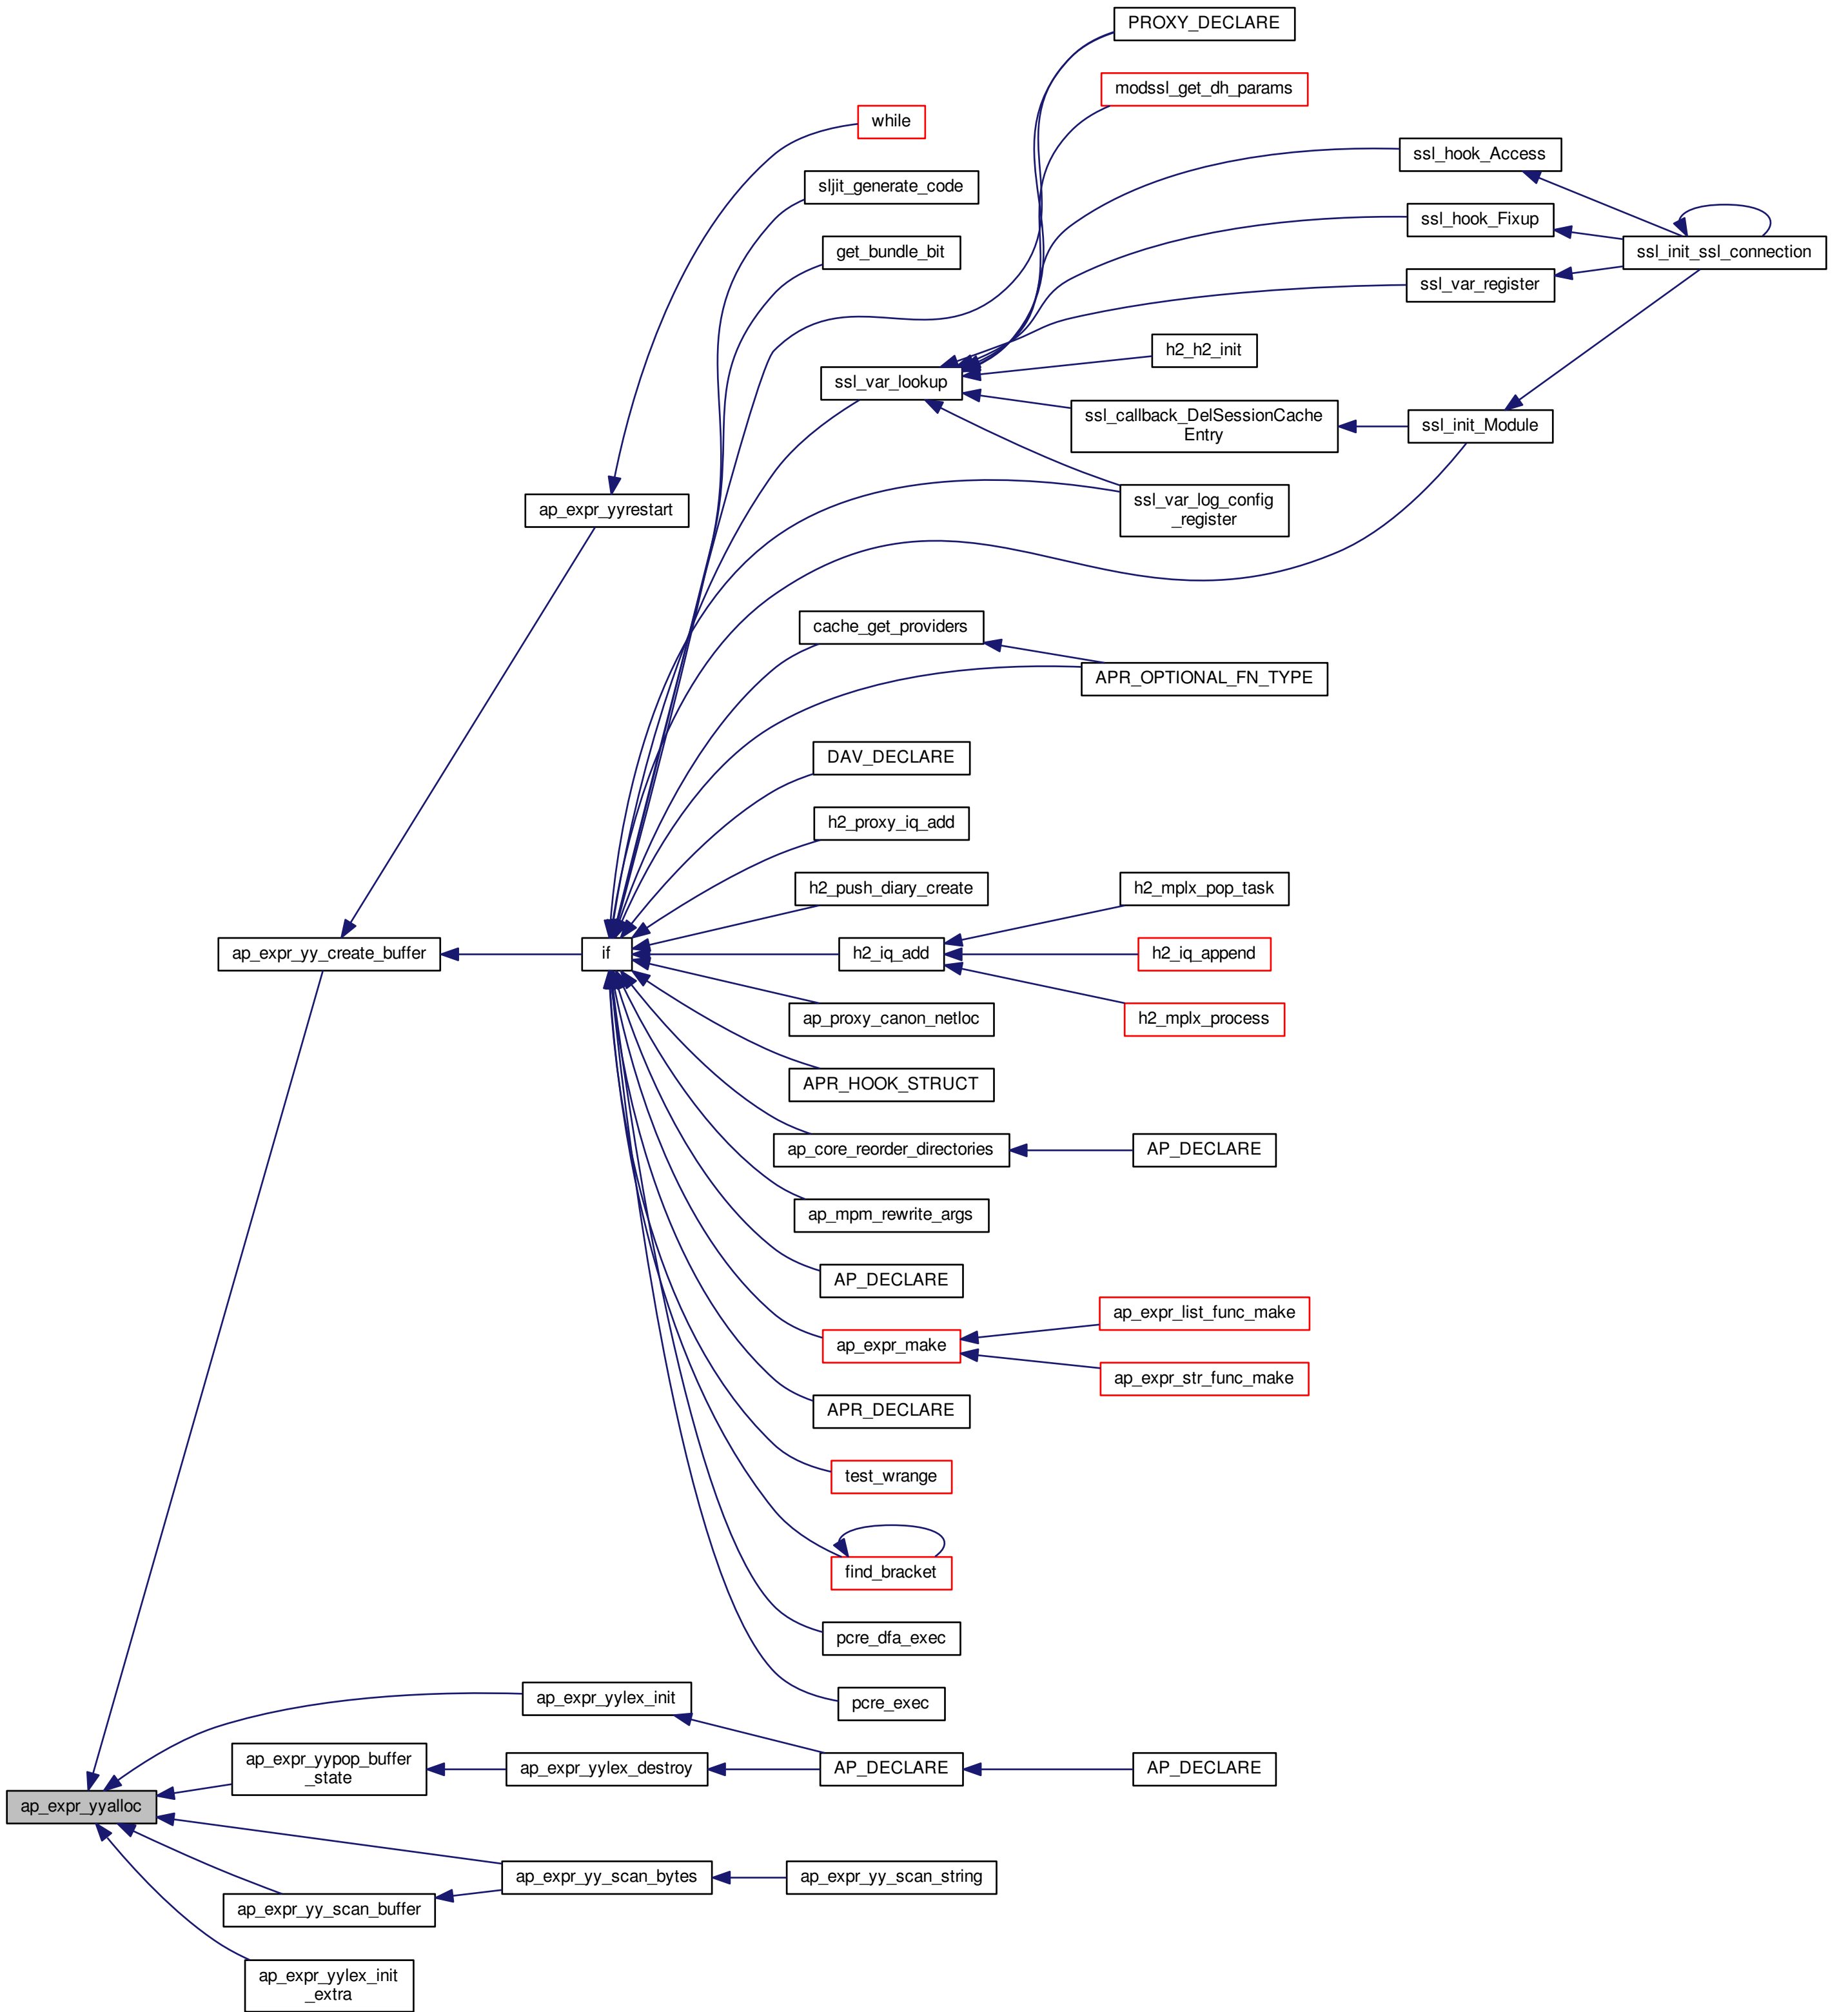 PROXY_DECLARE
modssl_get_dh_params
while
ssl_hook_Access
sljit_generate_code
ssl_hook_Fixup
get_bundle_bit
ssl_init_ssl_connection
ssl_var_register
h2_h2_init
ssl_var_lookup
ssl_callback_DelSessionCache
Entry
ssl_init_Module
ap_expr_yyrestart
ssl_var_log_config
_register
cache_get_providers
APR_OPTIONAL_FN_TYPE
DAV_DECLARE
h2_proxy_iq_add
h2_push_diary_create
h2_mplx_pop_task
ap_expr_yy_create_buffer
if
h2_iq_add
h2_iq_append
ap_proxy_canon_netloc
h2_mplx_process
APR_HOOK_STRUCT
ap_core_reorder_directories
AP_DECLARE
ap_mpm_rewrite_args
AP_DECLARE
ap_expr_list_func_make
ap_expr_make
ap_expr_str_func_make
APR_DECLARE
test_wrange
find_bracket
pcre_dfa_exec
ap_expr_yylex_init
pcre_exec
ap_expr_yypop_buffer
_state
ap_expr_yylex_destroy
AP_DECLARE
AP_DECLARE
ap_expr_yyalloc
ap_expr_yy_scan_bytes
ap_expr_yy_scan_string
ap_expr_yy_scan_buffer
ap_expr_yylex_init
_extra